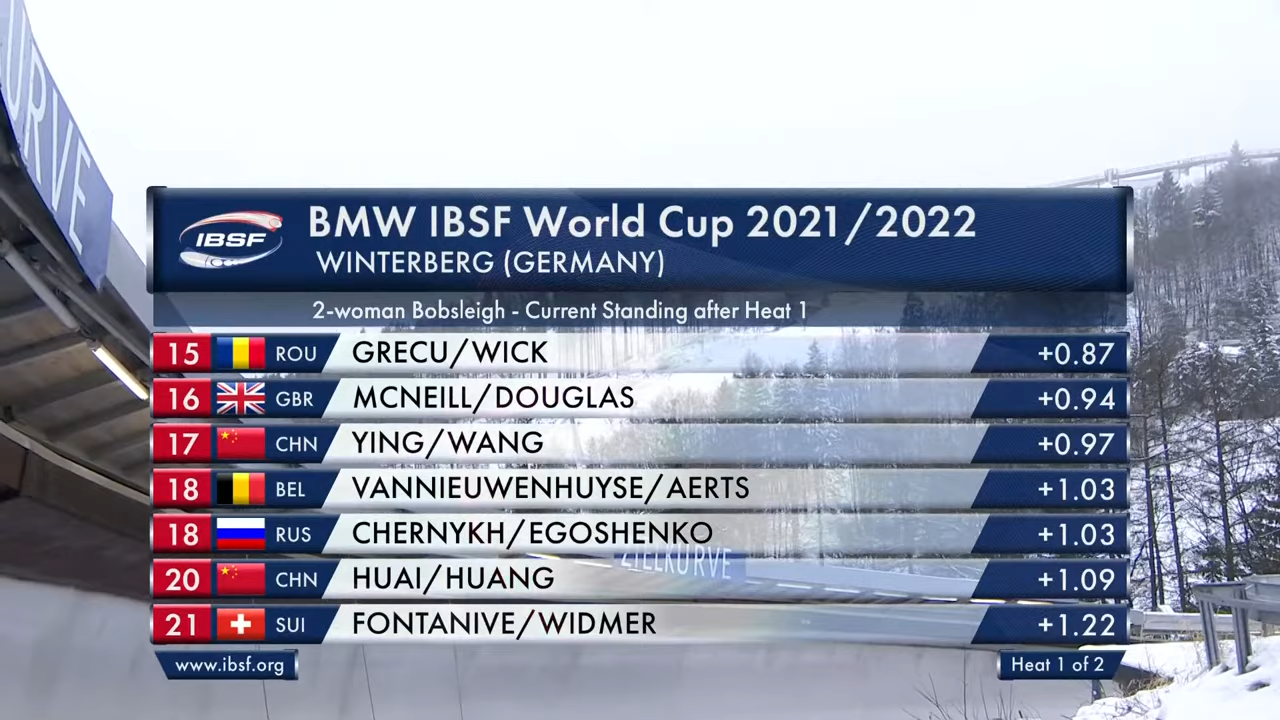 URVE
IBSF
BMW IBSF World Cup 2021/2022
WINTERBERG (GERMANY)
2-woman Bobsleigh - Current Standing after Heat 1
15 ROU GRECU/WICK +0.87
16 GBR MCNEILL/DOUGLAS +0.94
17 CHN YING/WANG +0.97
18 BEL VANNIEUWENHUYSE/AERTS +1.03
18 RUS CHERNYKH/EGOSHENKO +1.03
ZIELKURVE
20 CHN HUAI/HUANG +1.09
21 SUI FONTANIVE/WIDMER +1.22
www.ibsf.org
Heat 1 of 2